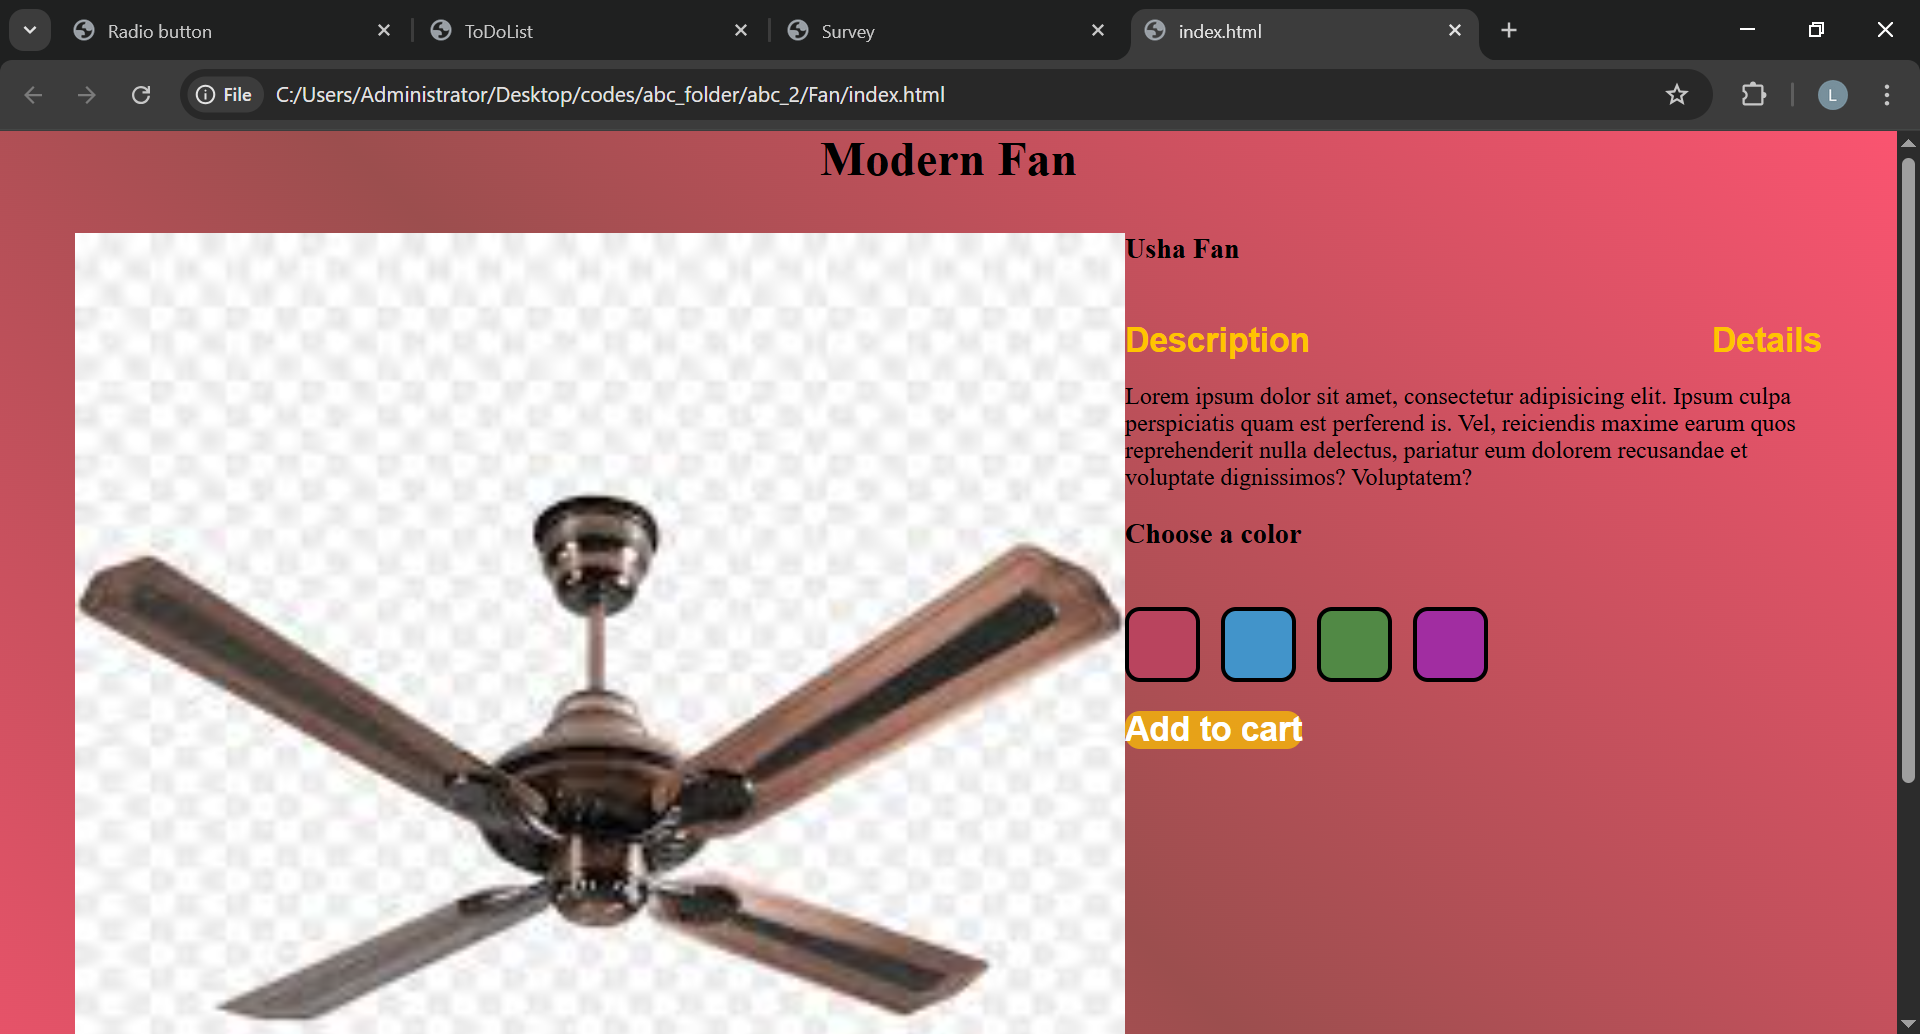 Radio button
ToDoList
Survey
index.html
File
C:/Users/Administrator/Desktop/codes/abc_folder/abc_2/Fan/index.html
L
Modern Fan
Usha Fan
Description
Details
Lorem ipsum dolor sit amet, consectetur adipisicing elit. Ipsum culpa
perspiciatis quam est perferend is. Vel, reiciendis maxime earum quos
reprehenderit nulla delectus, pariatur eum dolorem recusandae et
voluptate dignissimos? Voluptatem?
Choose a color
Add to cart